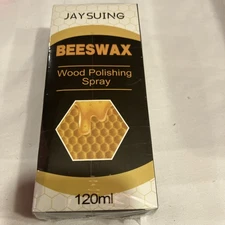 JAYSUING
BEESWAX
Wood Polishing
Spray
120ml